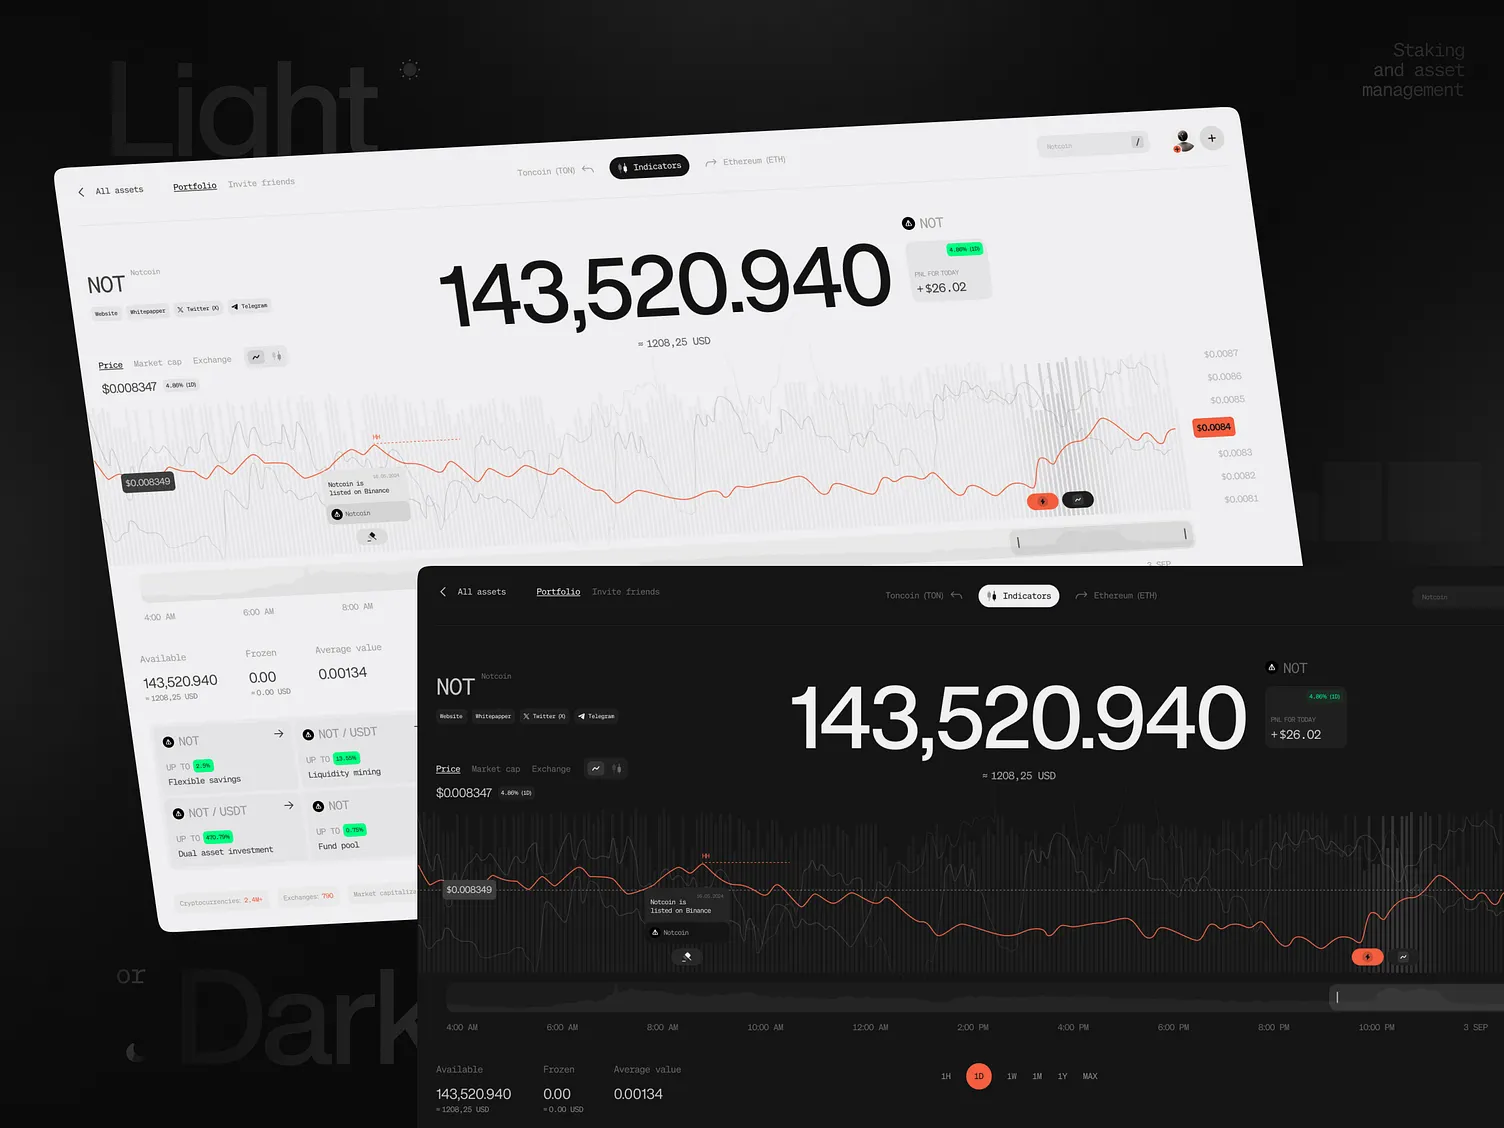 Light
Staking
and asset
management
All assets
Portfolio
Invite friends
Toncoin (TON)
Indicators
Ethereum (ETH)
Notcoin
/
+
NOT
Notcoin
Website
Whitepapper
Twitter (X)
Telegram
143,520.940
≈ 1208,25 USD
NOT
4.86% (1D)
PNL FOR TODAY
+$26.02
Price
Market cap
Exchange
$0.008347
4.86% (1D)
HH
$0.008349
Notcoin is
listed on Binance
Notcoin
$0.0087
$0.0086
$0.0085
$0.0084
$0.0083
$0.0082
$0.0081
3 SEP
4:00 AM
6:00 AM
8:00 AM
Available
143,520.940
≈ 1208,25 USD
Frozen
0.00
≈ 0.00 USD
Average value
0.00134
NOT
UP TO 2.9%
Flexible savings
NOT / USDT
UP TO 13.55%
Liquidity mining
NOT / USDT
UP TO 470.79%
Dual asset investment
NOT
UP TO 0.75%
Fund pool
Cryptocurrencies: 2.4M+
Exchanges: 790
Market capitaliza
or
Dark
All assets
Portfolio
Invite friends
Toncoin (TON)
Indicators
Ethereum (ETH)
Notcoin
NOT
Notcoin
Website
Whitepapper
Twitter (X)
Telegram
143,520.940
≈ 1208,25 USD
NOT
4.86% (1D)
PNL FOR TODAY
+$26.02
Price
Market cap
Exchange
$0.008347
4.86% (1D)
HH
$0.008349
Notcoin is
listed on Binance
Notcoin
4:00 AM
6:00 AM
8:00 AM
10:00 AM
12:00 AM
2:00 PM
4:00 PM
6:00 PM
8:00 PM
10:00 PM
3 SEP
Available
143,520.940
≈ 1208,25 USD
Frozen
0.00
≈ 0.00 USD
Average value
0.00134
1H
1D
1W
1M
1Y
MAX